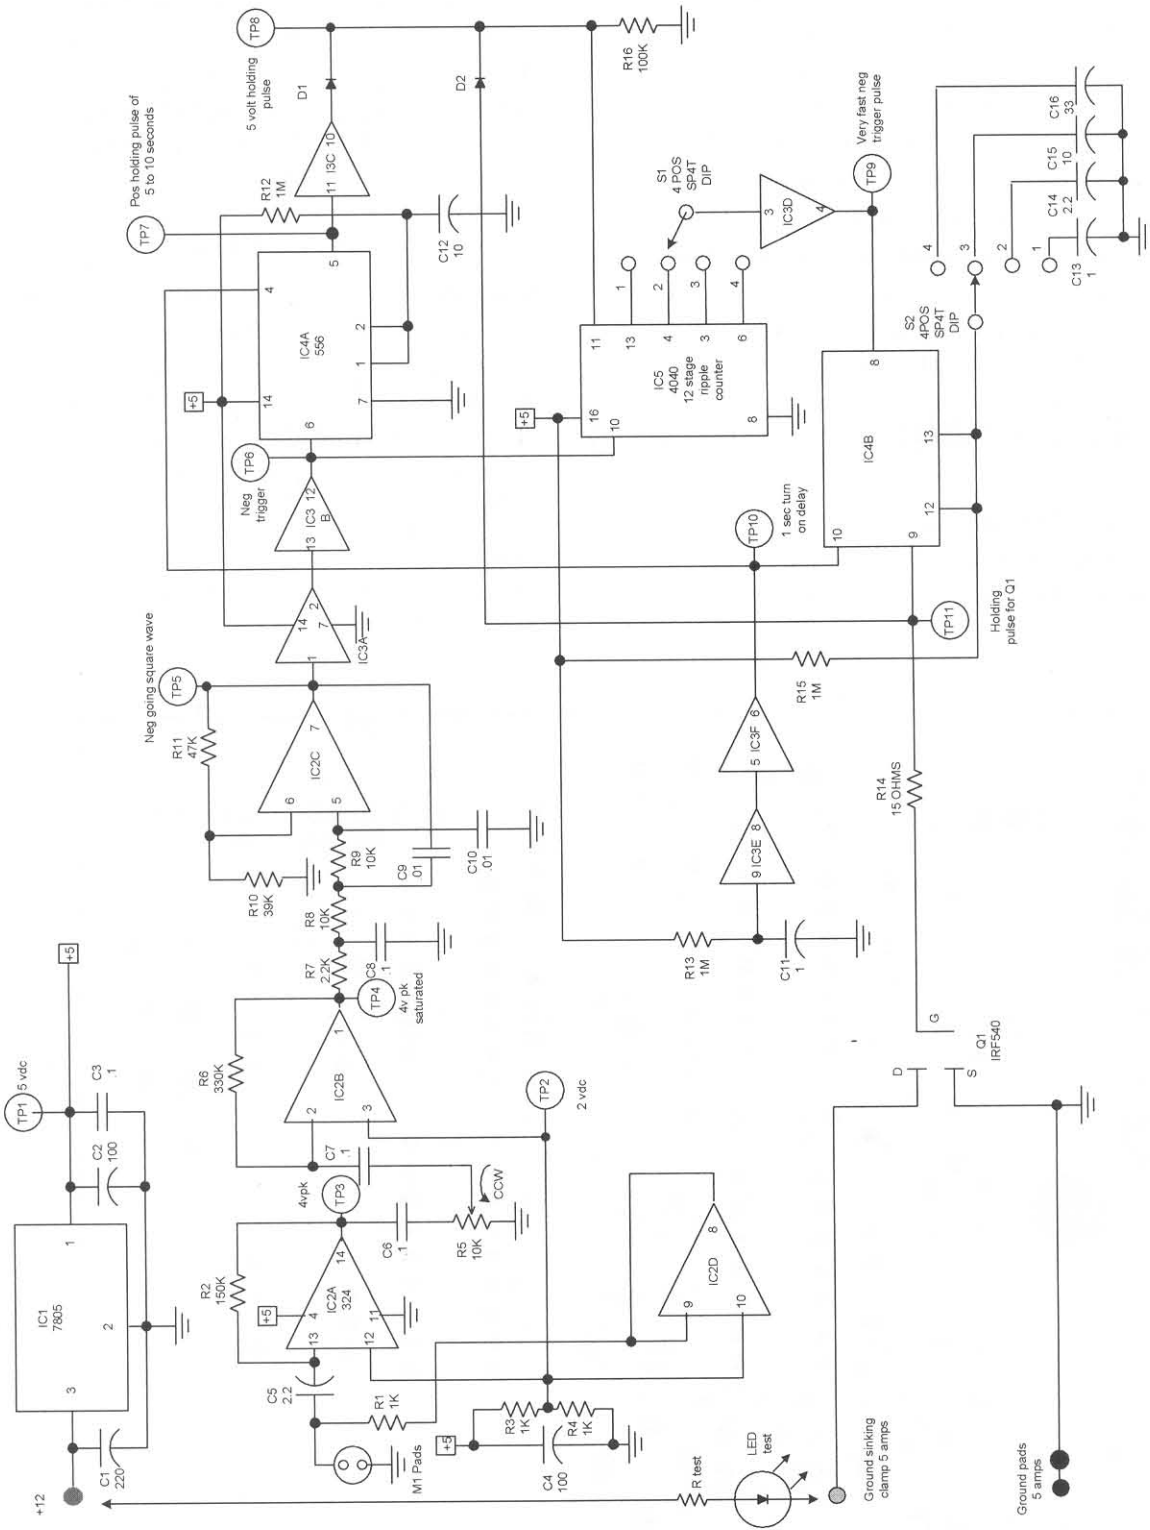 +12
C1
220
IC1
7805
3
1
2
C2
100
C3
.1
TP1
5 vdc
+5
M1 Pads
C5
2.2
R1
1K
R2
150K
+5
13
4
IC2A
324
14
11
12
4vpk
TP3
C6
.1
R5
10K
CCW
C7
.1
R6
330K
2
IC2B
1
3
TP4
4v pk
saturated
R7
2.2K
C8
.1
R8
10K
R9
10K
C9
.01
C10
.01
R10
39K
R11
47K
6
IC2C
7
5
Neg going square wave
TP5
1
14
2
7
IC3A
13
IC3
B
12
Neg
trigger
TP6
+5
6
14
4
IC4A
556
7
1
2
5
TP7
Pos holding pulse of
5 to 10 seconds
R12
1M
C12
10
11
I3C
10
D1
5 volt holding
pulse
TP8
D2
R16
100K
+5
R3
1K
R4
1K
C4
100
TP2
2 vdc
9
IC2D
8
10
R13
1M
C11
1
9
IC3E
8
5
IC3F
6
TP10
1 sec turn
on delay
R15
1M
+5
16
10
IC5
4040
12 stage
ripple
counter
8
11
13
4
3
6
1
2
3
4
S1
4 POS
SP4T
DIP
3
IC3D
4
TP9
Very fast neg
trigger pulse
10
9
IC4B
8
12
13
TP11
Holding
pulse for Q1
S2
4POS
SP4T
DIP
4
3
2
1
C13
1
C14
2.2
C15
10
C16
33
R14
15 OHMS
G
D
S
Q1
IRF540
R test
LED
test
Ground sinking
clamp 5 amps
Ground pads
5 amps